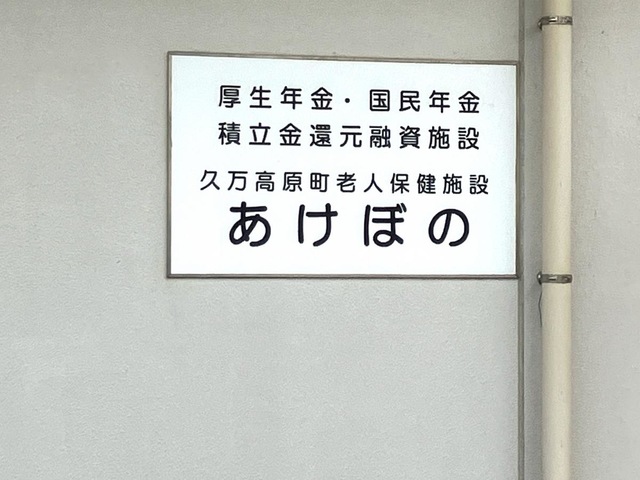 厚生年金・国民年金
積立金還元融資施設
久万高原町老人保健施設
あけぼの